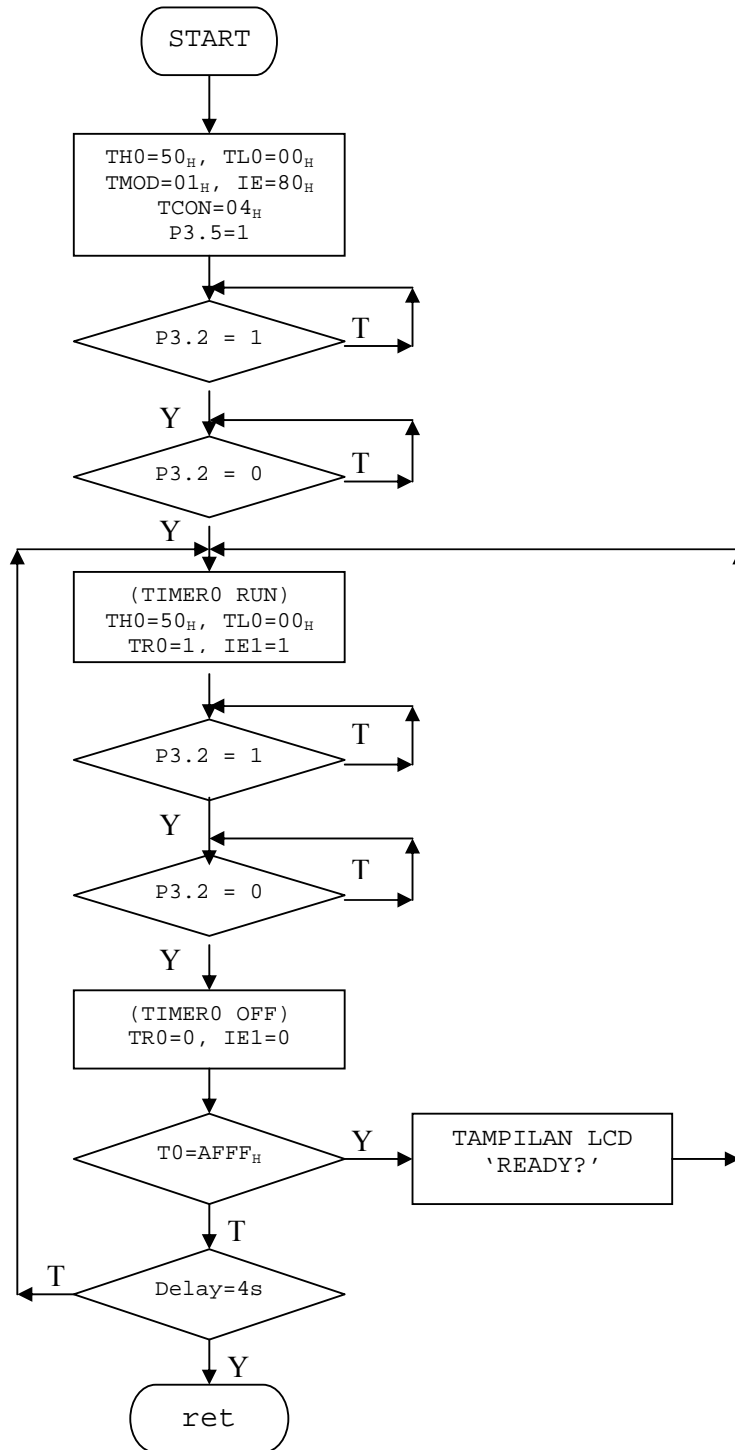 START
TH0=50H, TL0=00H
TMOD=01H, IE=80H
TCON=04H
P3.5=1
P3.2 = 1
T
Y
P3.2 = 0
T
Y
(TIMER0 RUN)
TH0=50H, TL0=00H
TR0=1, IE1=1
P3.2 = 1
T
Y
P3.2 = 0
T
Y
(TIMER0 OFF)
TR0=0, IE1=0
T0=AFFFH
Y
TAMPILAN LCD
‘READY?’
T
Delay=4s
T
Y
ret